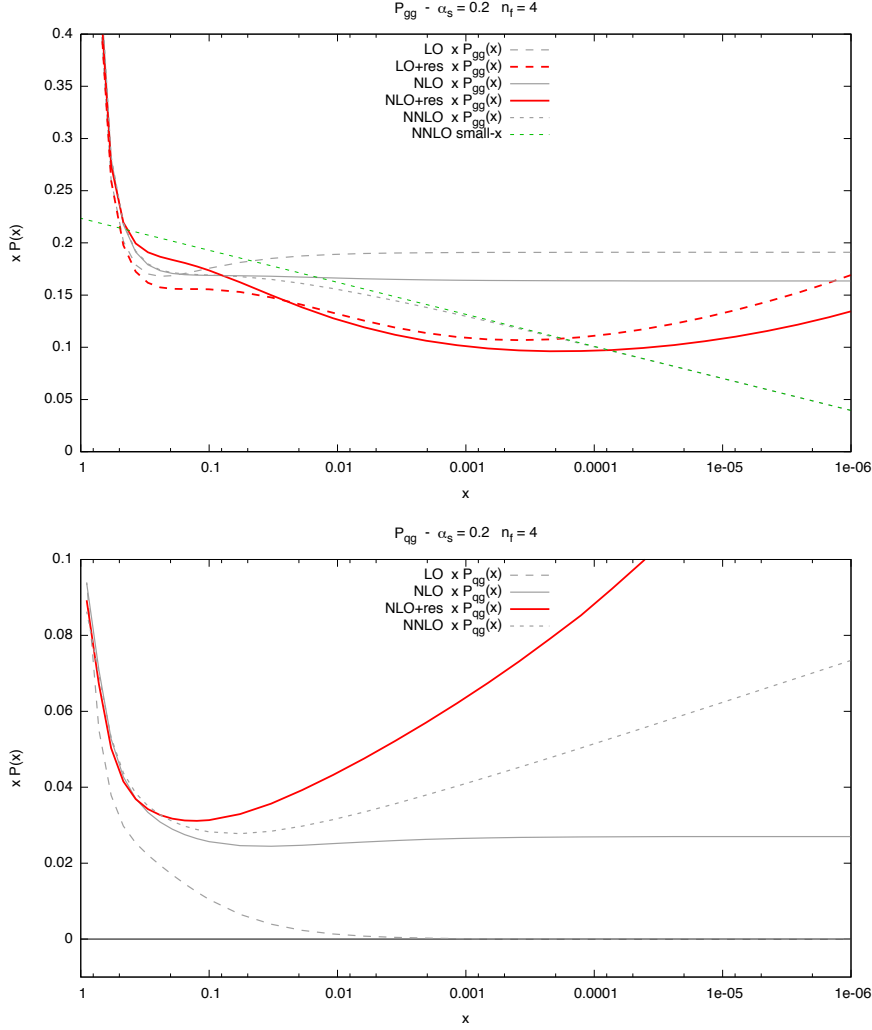 P_gg - α_s = 0.2 n_f = 4
LO x P_gg(x)
LO+res x P_gg(x)
NLO x P_gg(x)
NLO+res x P_gg(x)
NNLO x P_gg(x)
NNLO small-x
x P(x)
0.4
0.35
0.3
0.25
0.2
0.15
0.1
0.05
0
1 0.1 0.01 0.001 0.0001 1e-05 1e-06
x
P_qg - α_s = 0.2 n_f = 4
LO x P_qg(x)
NLO x P_qg(x)
NLO+res x P_qg(x)
NNLO x P_qg(x)
x P(x)
0.1
0.08
0.06
0.04
0.02
0
1 0.1 0.01 0.001 0.0001 1e-05 1e-06
x